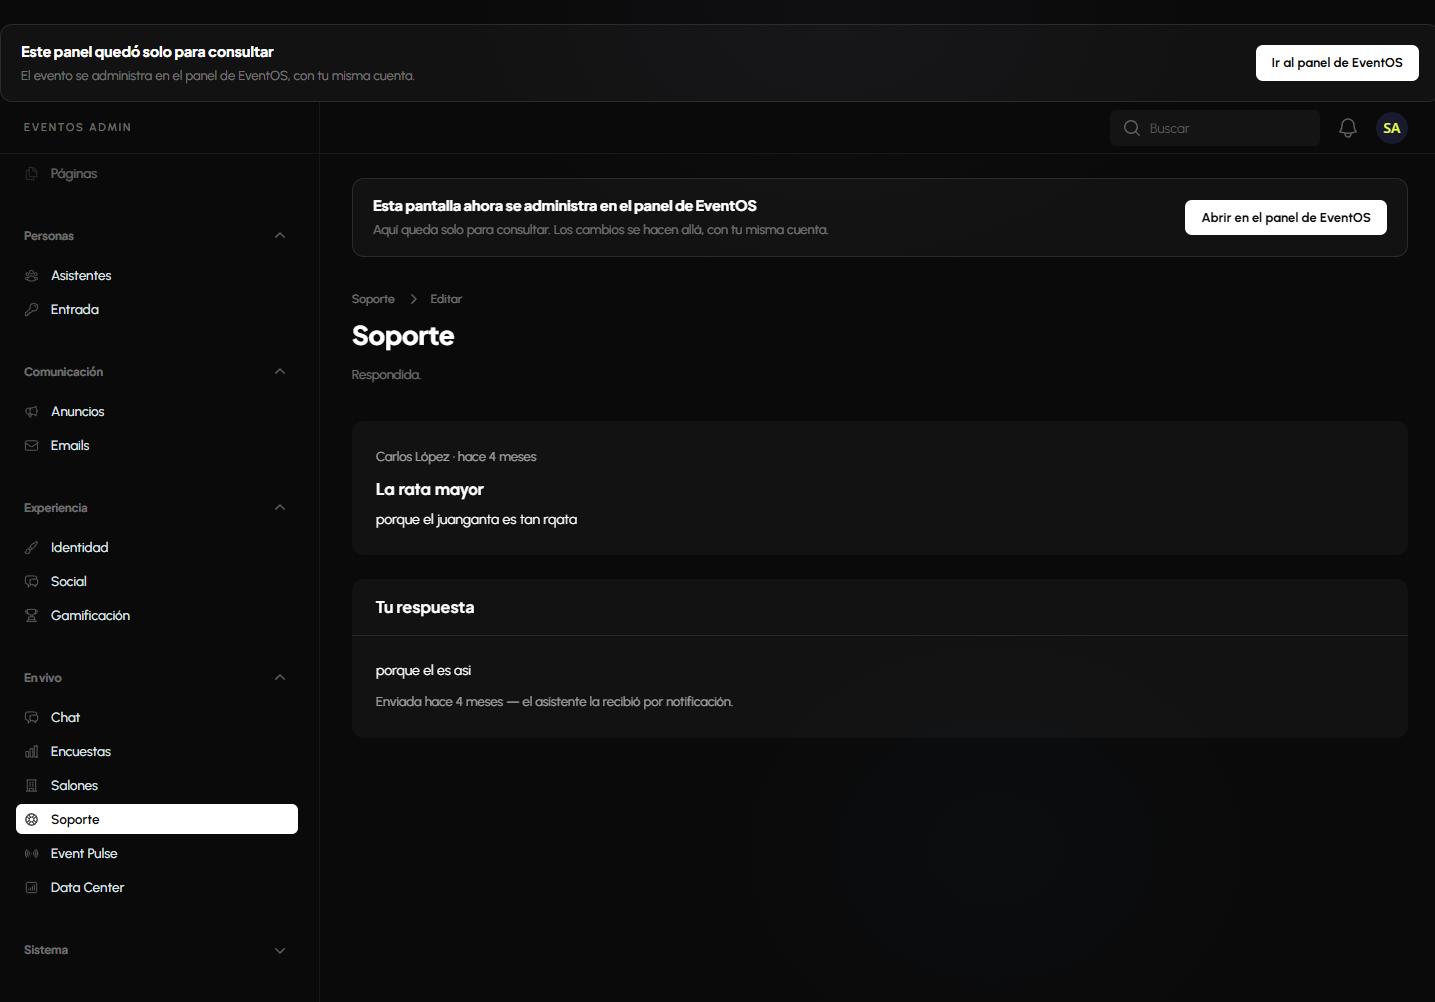 Este panel quedó solo para consultar
El evento se administra en el panel de EventOS, con tu misma cuenta.
Ir al panel de EventOS
EVENTOS ADMIN
Buscar
SA
Páginas
Personas
Asistentes
Entrada
Comunicación
Anuncios
Emails
Experiencia
Identidad
Social
Gamificación
En vivo
Chat
Encuestas
Salones
Soporte
Event Pulse
Data Center
Sistema
Esta pantalla ahora se administra en el panel de EventOS
Aquí queda solo para consultar. Los cambios se hacen allá, con tu misma cuenta.
Abrir en el panel de EventOS
Soporte > Editar
Soporte
Respondida.
Carlos López · hace 4 meses
La rata mayor
porque el juanganta es tan rqata
Tu respuesta
porque el es asi
Enviada hace 4 meses — el asistente la recibió por notificación.